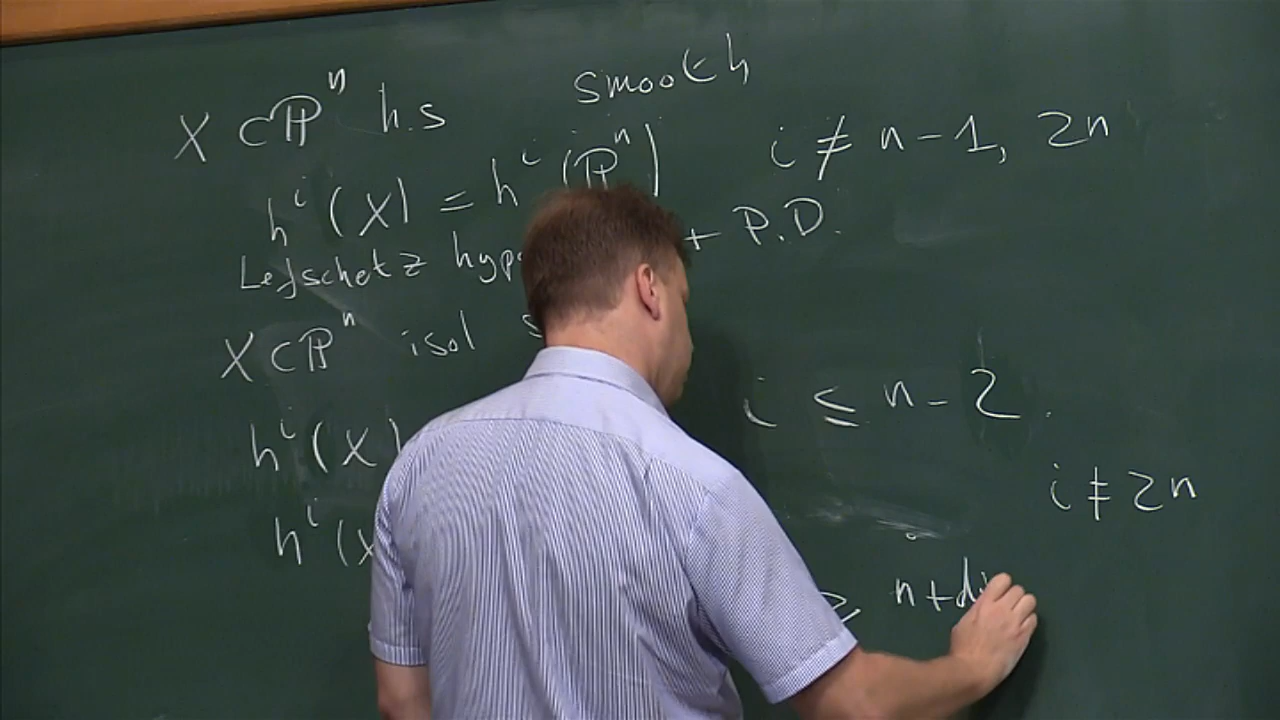 X ⊂ ℙⁿ h.s smooth
hⁱ(X) = hⁱ(ℙⁿ) i ≠ n-1, 2n
Lefschetz + P.D.
X ⊂ ℙⁿ isol
hⁱ(X) i ≤ n-2.
i ≠ 2n
hⁱ(X ≥ n+